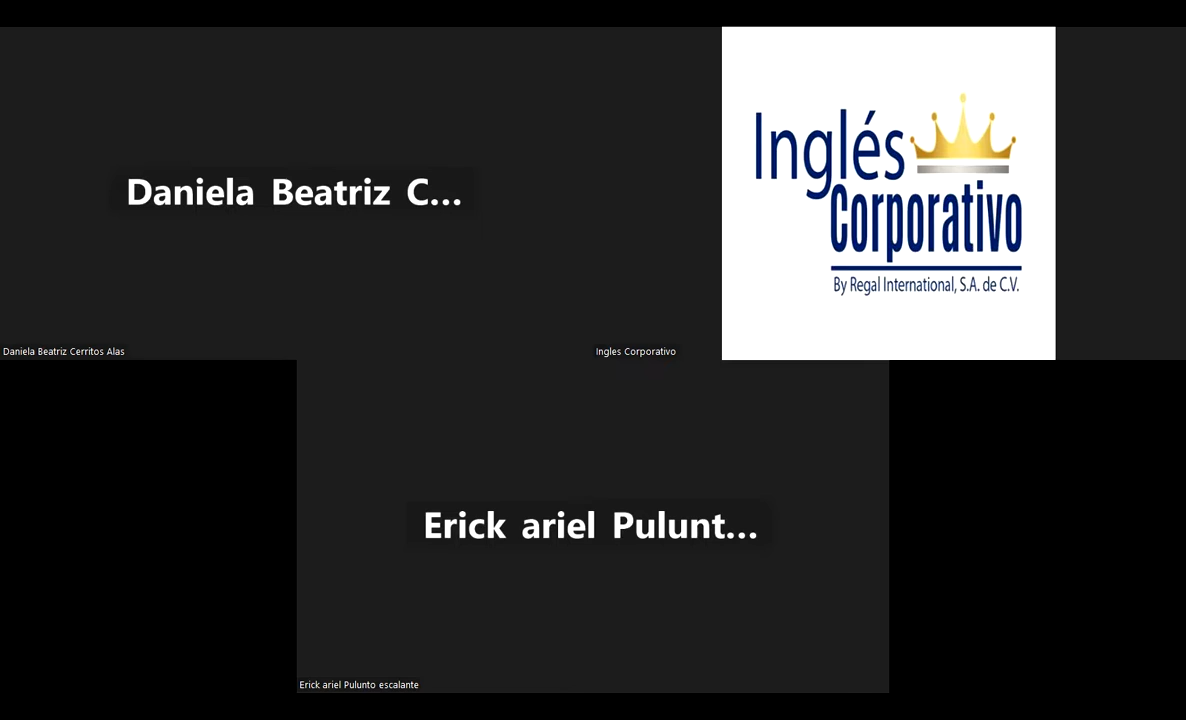 Daniela Beatriz C...
Inglés
Corporativo
By Regal International, S.A. de C.V.
Daniela Beatriz Cerritos Alas
Ingles Corporativo
Erick ariel Pulunt...
Erick ariel Pulunto escalante